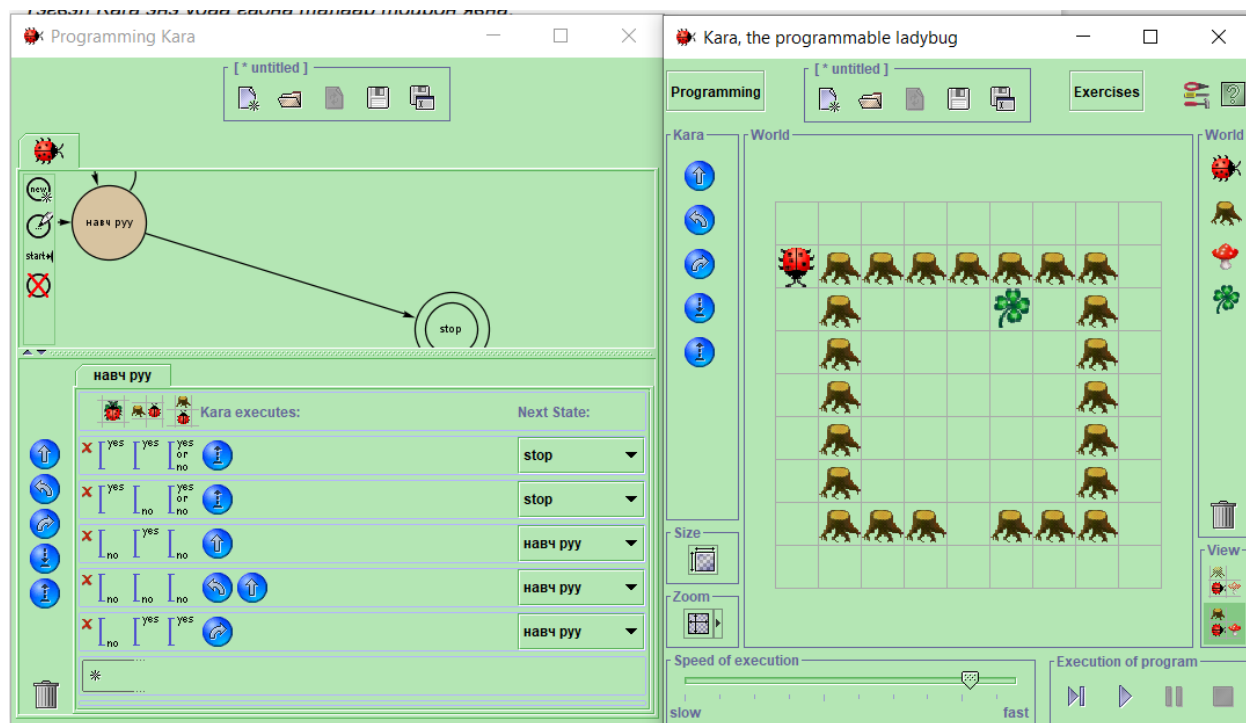 Programming Kara
[ * untitled ]
new
start
навч руу
stop
навч руу
Kara executes:
Next State:
yes
yes
yes
or
no
stop
yes
no
yes
or
no
stop
no
yes
no
навч руу
no
no
no
навч руу
no
yes
yes
навч руу
Kara, the programmable ladybug
Programming
[ * untitled ]
Exercises
Kara
World
World
Size
Zoom
View
Speed of execution
slow
fast
Execution of program